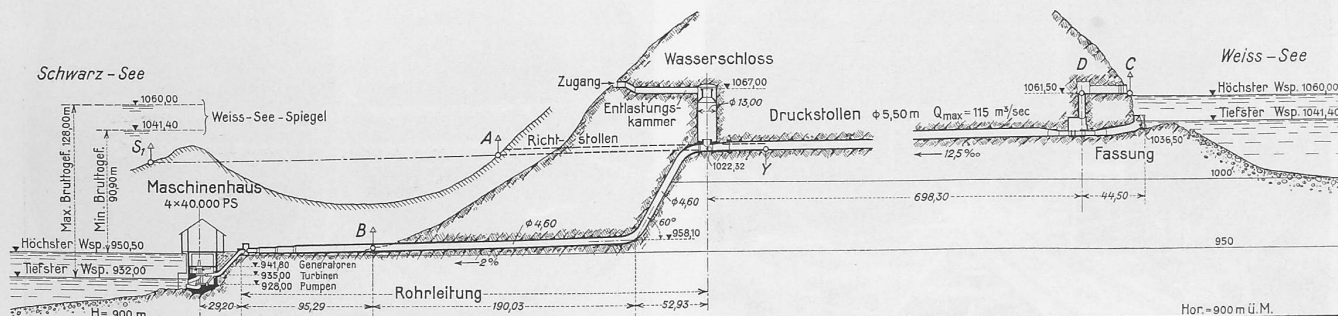 Schwarz-See
1060,00
1041,40
Weiss-See-Spiegel
Max. Bruttogef. 128,00m
Min. Bruttogef. 90,90m
S₁
Maschinenhaus
4×40.000 PS
Höchster Wsp. 950,50
Tiefster Wsp. 932,00
941,80 Generatoren
935,00 Turbinen
928,00 Pumpen
H= 900 m
29,20
95,29
190,03
52,93
Rohrleitung
A
B
Richtstollen
2%
ϕ4,60
ϕ4,60
60°
958,10
Zugang
Wasserschloss
1067,00
ϕ 13,00
Entlastungskammer
1022,32
Y
Druckstollen ϕ 5,50 m Qmax = 115 m³/sec
12,5 ‰
698,30
44,50
D
C
1061,50
1036,50
Fassung
Weiss-See
Höchster Wsp. 1060,00
Tiefster Wsp. 1041,40
1000
950
Hor.=900 m ü.M.